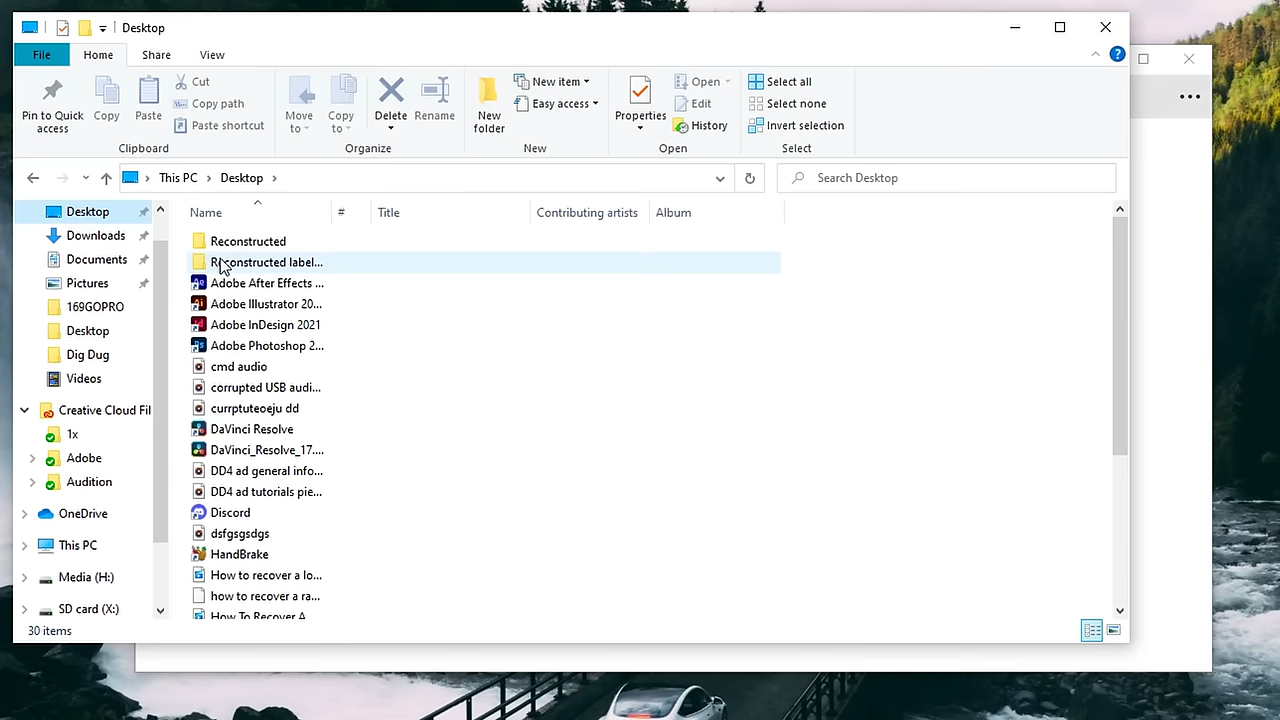 Desktop
File Home Share View
Pin to Quick access
Copy
Paste
Cut
Copy path
Paste shortcut
Clipboard
Move to
Copy to
Delete
Rename
Organize
New folder
New item
Easy access
New
Properties
Open
Edit
History
Open
Select all
Select none
Invert selection
Select
This PC > Desktop >
Search Desktop
Desktop
Downloads
Documents
Pictures
169GOPRO
Desktop
Dig Dug
Videos
Creative Cloud Fil
1x
Adobe
Audition
OneDrive
This PC
Media (H:)
SD card (X:)
Name # Title Contributing artists Album
Reconstructed
Reconstructed label...
Adobe After Effects ...
Adobe Illustrator 20...
Adobe InDesign 2021
Adobe Photoshop 2...
cmd audio
corrupted USB audi...
currptuteoeju dd
DaVinci Resolve
DaVinci_Resolve_17....
DD4 ad general info...
DD4 ad tutorials pie...
Discord
dsfgsgsdgs
HandBrake
How to recover a lo...
how to recover a ra...
How To Recover A
30 items